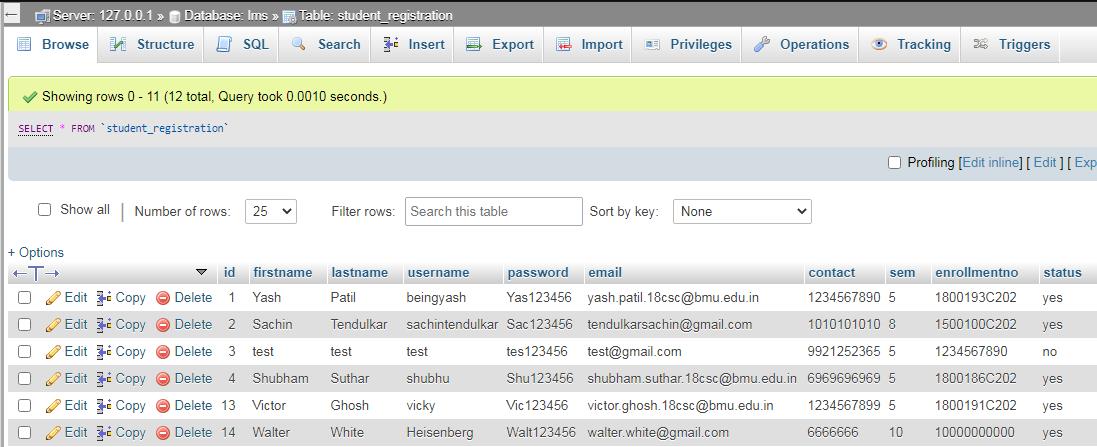 Server: 127.0.0.1 » Database: lms » Table: student_registration
Browse Structure SQL Search Insert Export Import Privileges Operations Tracking Triggers
Showing rows 0 - 11 (12 total, Query took 0.0010 seconds.)
SELECT * FROM `student_registration`
Profiling [Edit inline] [ Edit ] [ Exp
Show all | Number of rows: 25 Filter rows: Search this table Sort by key: None
+ Options
←T→ id firstname lastname username password email contact sem enrollmentno status
Edit Copy Delete 1 Yash Patil beingyash Yas123456 yash.patil.18csc@bmu.edu.in 1234567890 5 1800193C202 yes
Edit Copy Delete 2 Sachin Tendulkar sachintendulkar Sac123456 tendulkarsachin@gmail.com 1010101010 8 1500100C202 yes
Edit Copy Delete 3 test test test tes123456 test@gmail.com 9921252365 5 1234567890 no
Edit Copy Delete 4 Shubham Suthar shubhu Shu123456 shubham.suthar.18csc@bmu.edu.in 6969696969 5 1800186C202 yes
Edit Copy Delete 13 Victor Ghosh vicky Vic123456 victor.ghosh.18csc@bmu.edu.in 1234567899 5 1800191C202 yes
Edit Copy Delete 14 Walter White Heisenberg Walt123456 walter.white@gmail.com 6666666 10 10000000000 yes